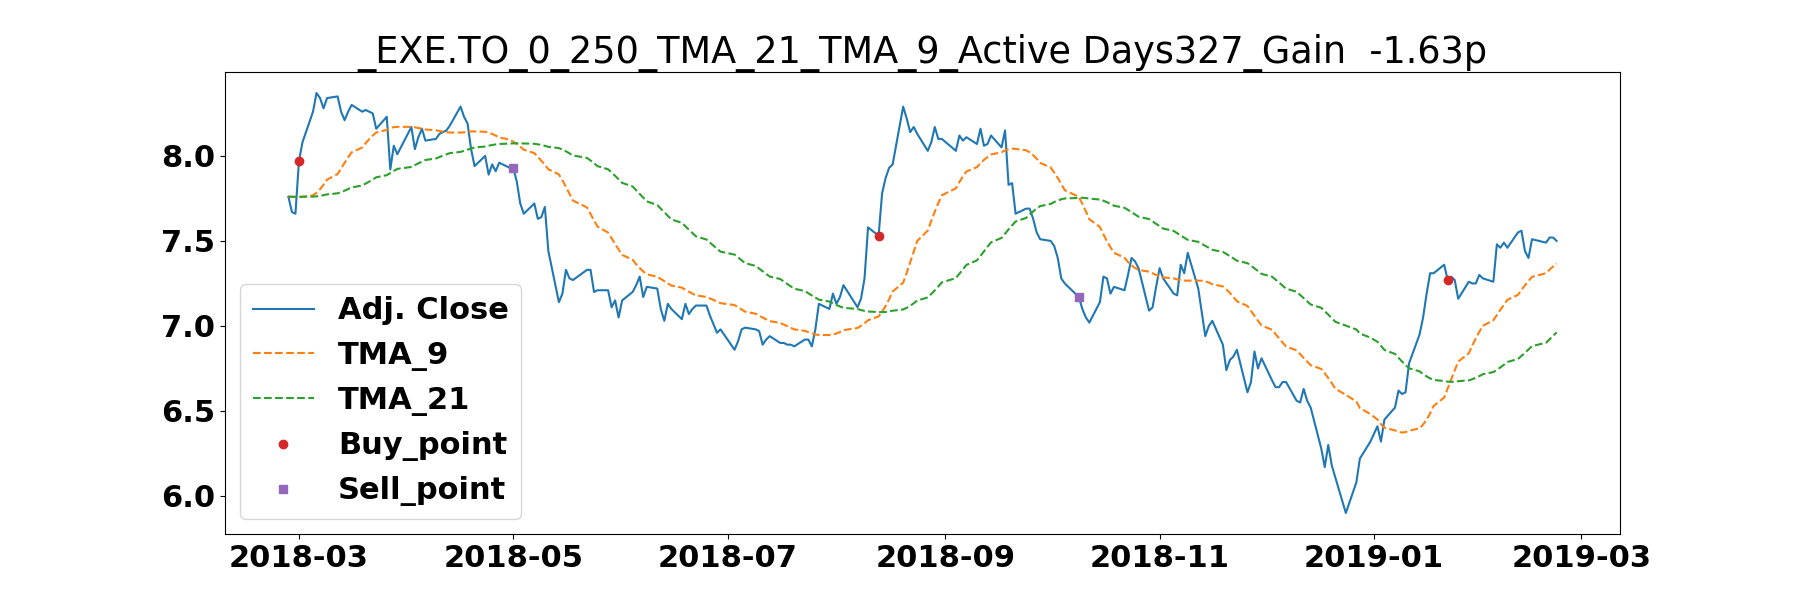 _EXE.TO_0_250_TMA_21_TMA_9_Active Days327_Gain  -1.63p
8.0
7.5
7.0
6.5
6.0
Adj. Close
TMA_9
TMA_21
Buy_point
Sell_point
2018-03 2018-05 2018-07 2018-09 2018-11 2019-01 2019-03